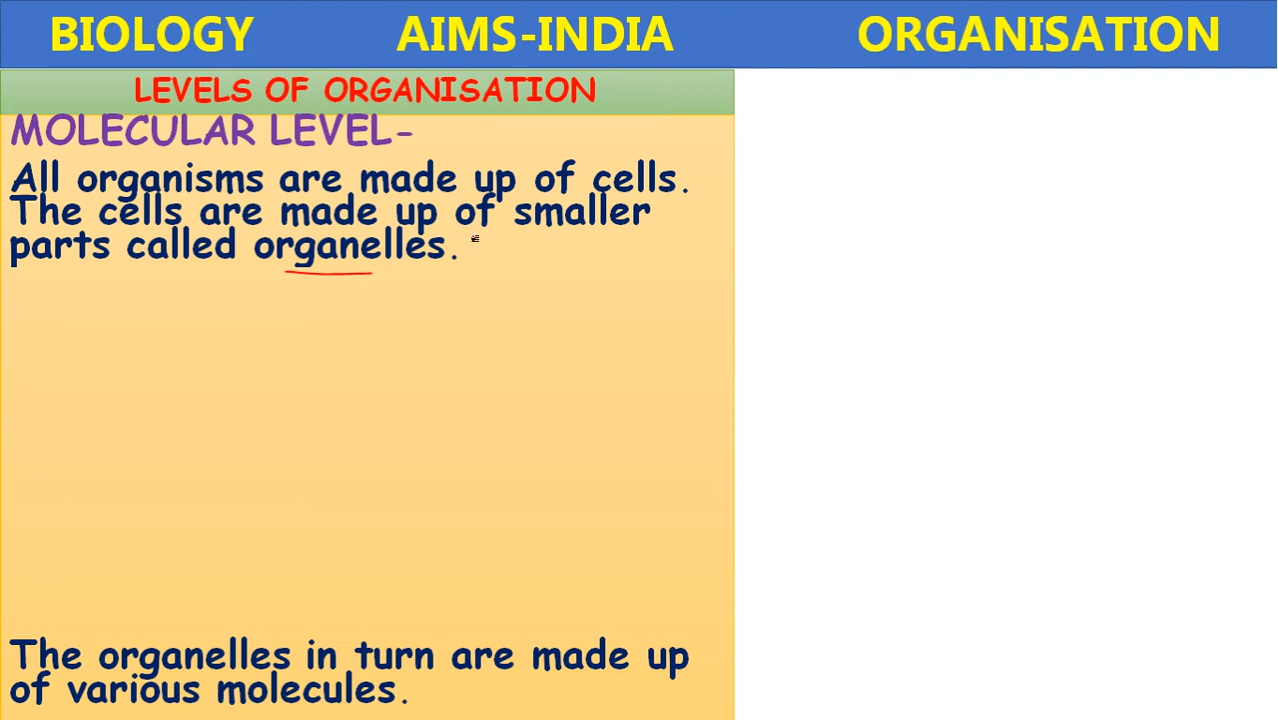 BIOLOGY AIMS-INDIA ORGANISATION
LEVELS OF ORGANISATION
MOLECULAR LEVEL-
All organisms are made up of cells.
The cells are made up of smaller
parts called organelles.
The organelles in turn are made up
of various molecules.